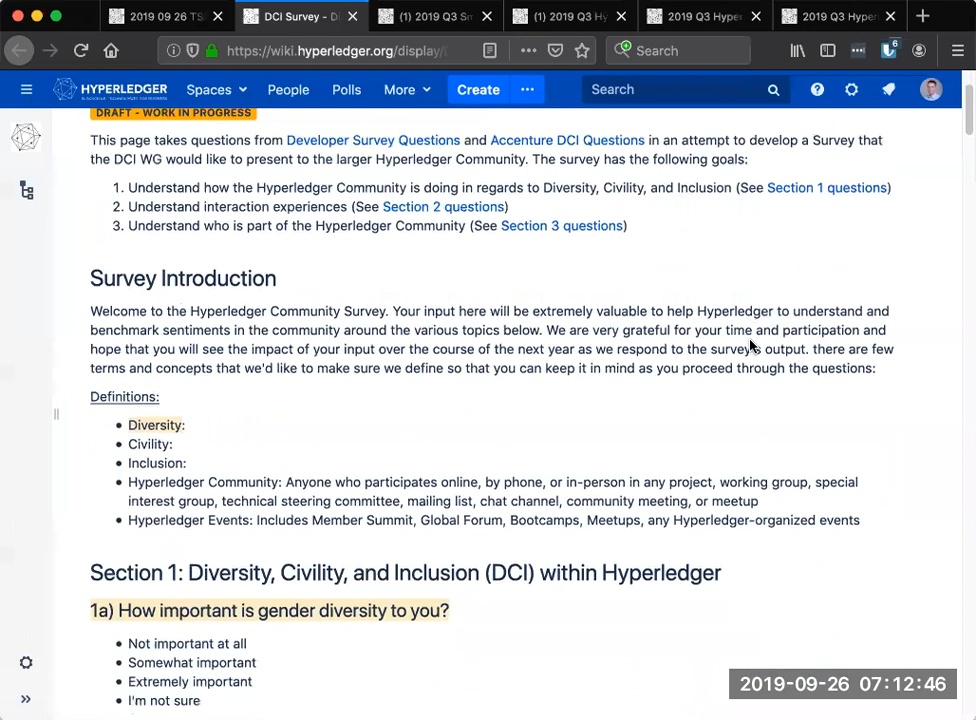 2019 09 26 TS
DCI Survey - D
(1) 2019 Q3 Sm
(1) 2019 Q3 Hy
2019 Q3 Hyper
2019 Q3 Hyper
https://wiki.hyperledger.org/display/
Search
6
HYPERLEDGER
Spaces
People
Polls
More
Create
Search
DRAFT - WORK IN PROGRESS
This page takes questions from Developer Survey Questions and Accenture DCI Questions in an attempt to develop a Survey that
the DCI WG would like to present to the larger Hyperledger Community. The survey has the following goals:
1. Understand how the Hyperledger Community is doing in regards to Diversity, Civility, and Inclusion (See Section 1 questions)
2. Understand interaction experiences (See Section 2 questions)
3. Understand who is part of the Hyperledger Community (See Section 3 questions)
Survey Introduction
Welcome to the Hyperledger Community Survey. Your input here will be extremely valuable to help Hyperledger to understand and
benchmark sentiments in the community around the various topics below. We are very grateful for your time and participation and
hope that you will see the impact of your input over the course of the next year as we respond to the survey's output. there are few
terms and concepts that we'd like to make sure we define so that you can keep it in mind as you proceed through the questions:
Definitions:
Diversity:
Civility:
Inclusion:
Hyperledger Community: Anyone who participates online, by phone, or in-person in any project, working group, special
interest group, technical steering committee, mailing list, chat channel, community meeting, or meetup
Hyperledger Events: Includes Member Summit, Global Forum, Bootcamps, Meetups, any Hyperledger-organized events
Section 1: Diversity, Civility, and Inclusion (DCI) within Hyperledger
1a) How important is gender diversity to you?
Not important at all
Somewhat important
Extremely important
I'm not sure
2019-09-26 07:12:46